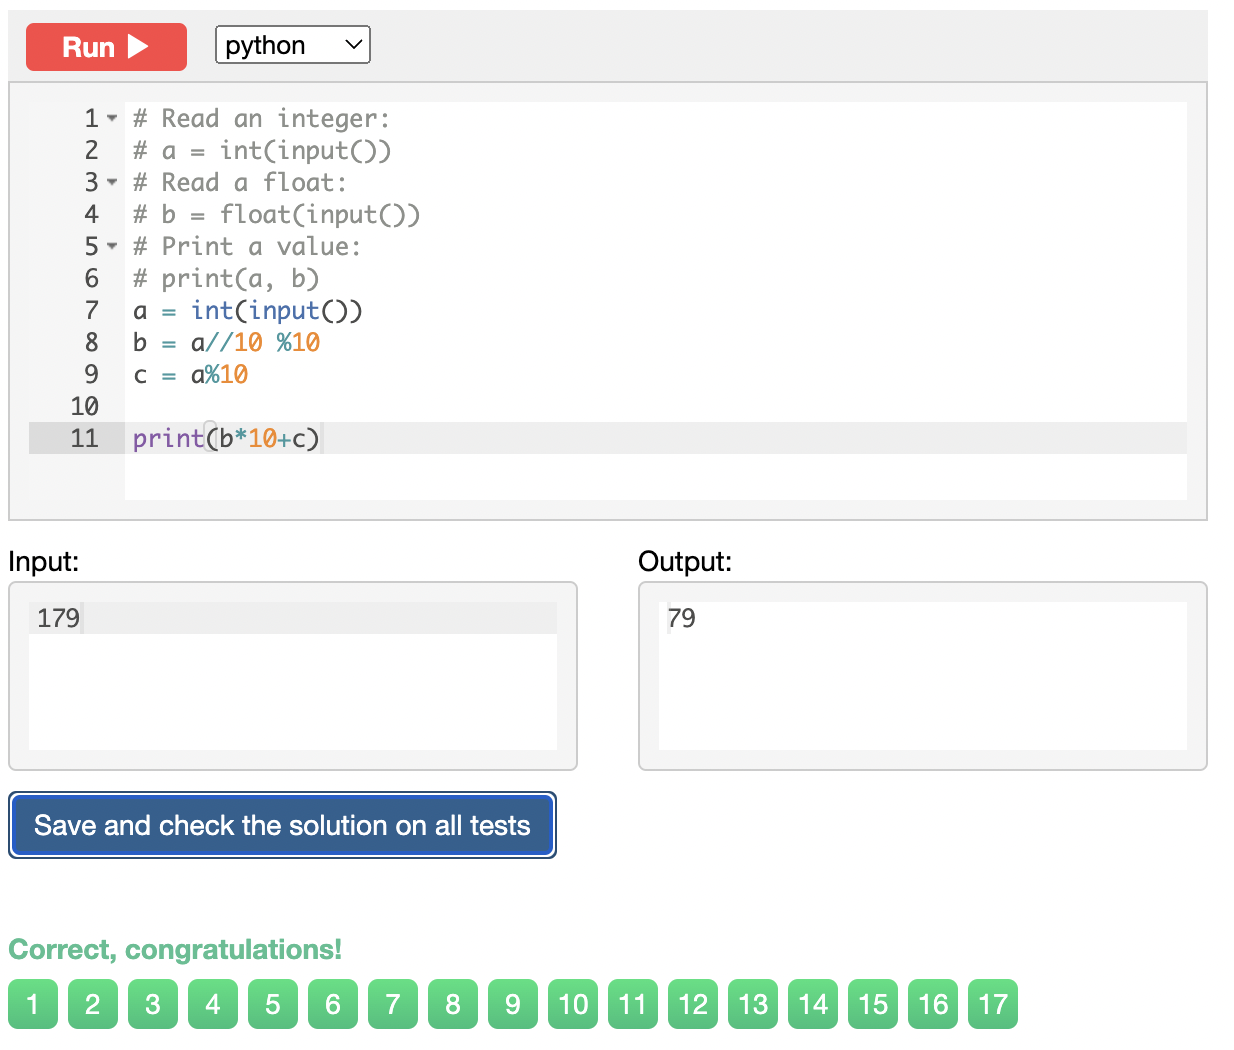 Run
python
1 # Read an integer:
2 # a = int(input())
3 # Read a float:
4 # b = float(input())
5 # Print a value:
6 # print(a, b)
7 a = int(input())
8 b = a//10 %10
9 c = a%10
10
11 print(b*10+c)
Input: Output:
179 79
Save and check the solution on all tests
Correct, congratulations!
1 2 3 4 5 6 7 8 9 10 11 12 13 14 15 16 17